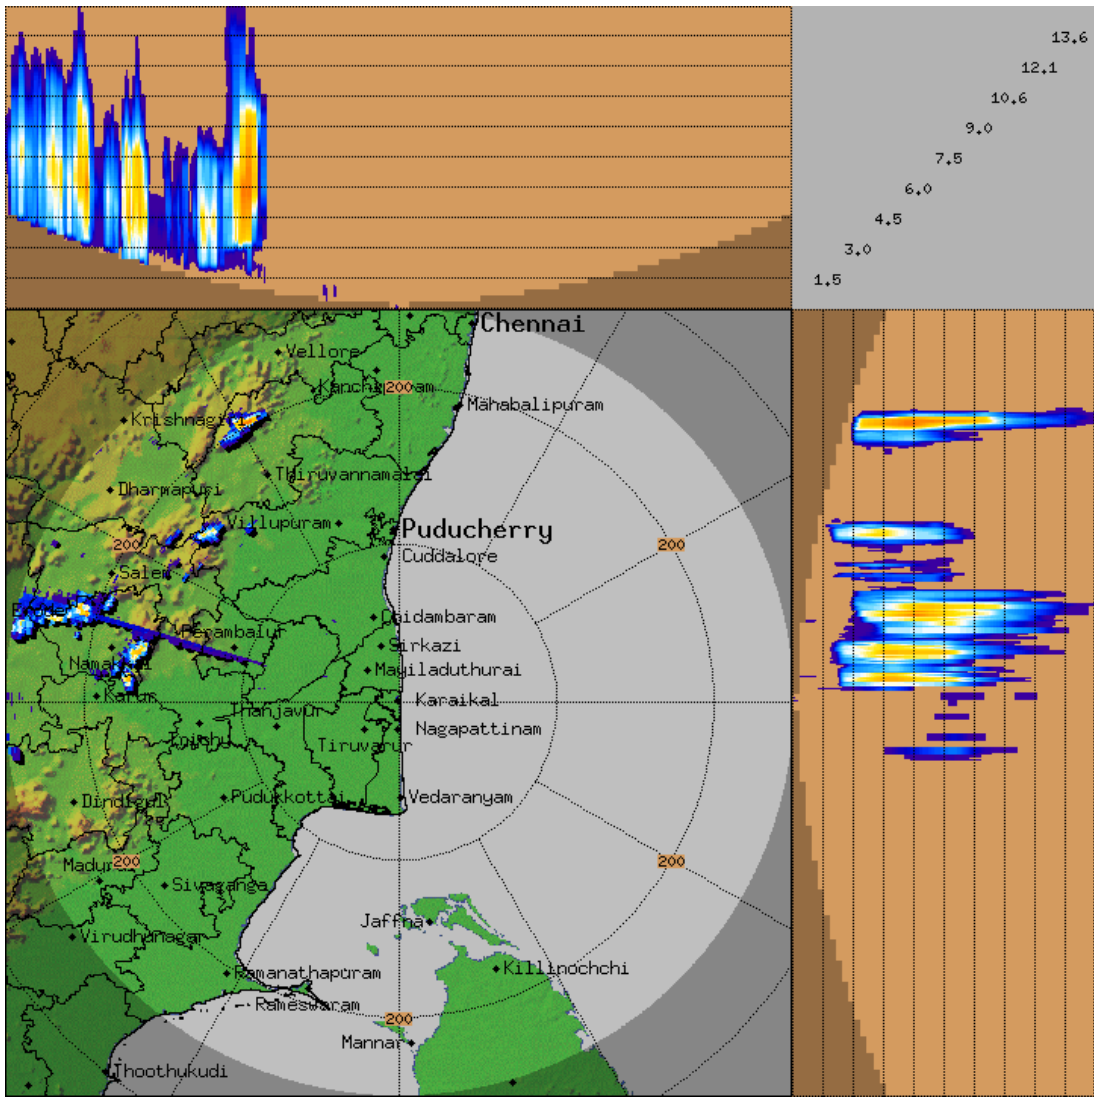 13.6
12.1
10.6
9.0
7.5
6.0
4.5
3.0
1.5
Chennai
Vellore
200
Mahabalipuram
Krishnagiri
Thiruvannamalai
Dharmapuri
Villupuram
Puducherry
200
200
Cuddalore
Salem
Chidambaram
Perambalur
Sirkazi
Namakkal
Mayiladuthurai
Karur
Karaikal
Thanjavur
Nagapattinam
Tiruvarur
Pudukkottai
Vedaranyam
Dindigul
200
200
Sivaganga
Jaffna
Virudhunagar
Killinochchi
Ramanathapuram
Rameswaram
200
Mannar
Thoothukudi